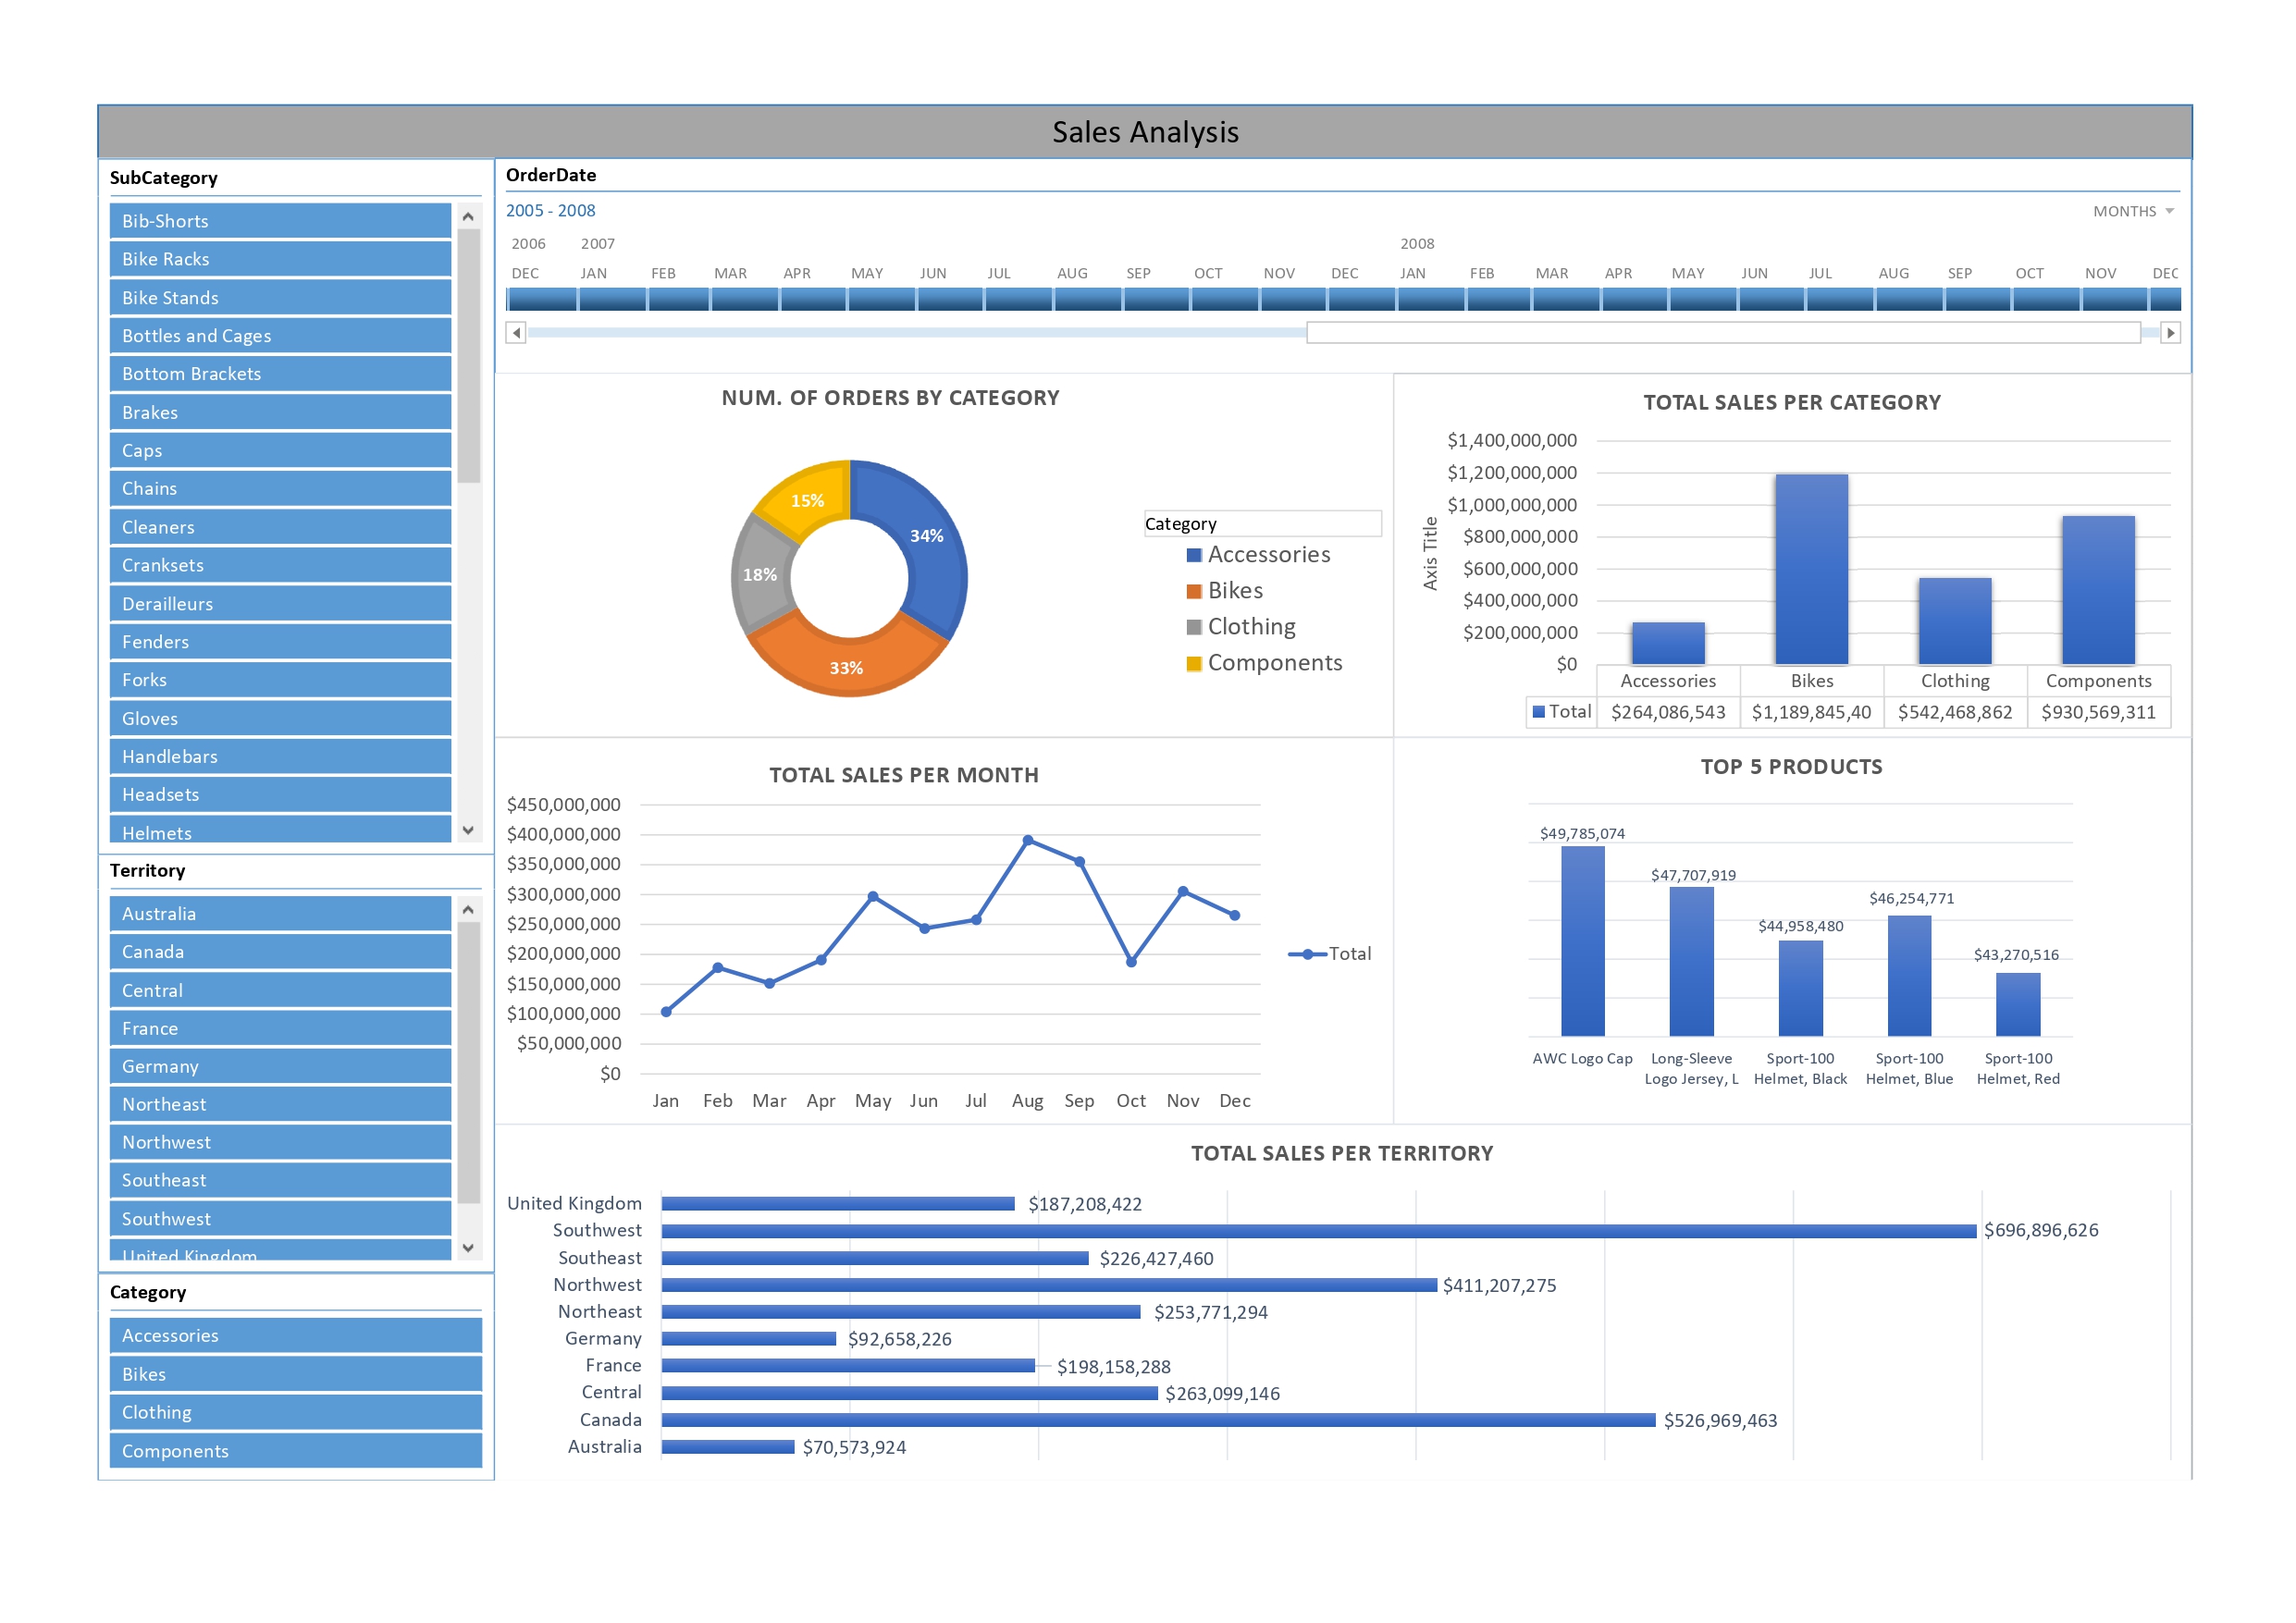 Sales Analysis
SubCategory
Bib-Shorts
Bike Racks
Bike Stands
Bottles and Cages
Bottom Brackets
Brakes
Caps
Chains
Cleaners
Cranksets
Derailleurs
Fenders
Forks
Gloves
Handlebars
Headsets
Helmets
Territory
Australia
Canada
Central
France
Germany
Northeast
Northwest
Southeast
Southwest
United Kingdom
Category
Accessories
Bikes
Clothing
Components
OrderDate
2005 - 2008 MONTHS
2006 2007 2008
DEC JAN FEB MAR APR MAY JUN JUL AUG SEP OCT NOV DEC JAN FEB MAR APR MAY JUN JUL AUG SEP OCT NOV DEC
NUM. OF ORDERS BY CATEGORY
15%
34%
18%
33%
Category
Accessories
Bikes
Clothing
Components
TOTAL SALES PER CATEGORY
Axis Title
$1,400,000,000
$1,200,000,000
$1,000,000,000
$800,000,000
$600,000,000
$400,000,000
$200,000,000
$0
Accessories Bikes Clothing Components
Total $264,086,543 $1,189,845,40 $542,468,862 $930,569,311
TOTAL SALES PER MONTH
$450,000,000
$400,000,000
$350,000,000
$300,000,000
$250,000,000
$200,000,000
$150,000,000
$100,000,000
$50,000,000
$0
Jan Feb Mar Apr May Jun Jul Aug Sep Oct Nov Dec
Total
TOP 5 PRODUCTS
$49,785,074
$47,707,919
$44,958,480
$46,254,771
$43,270,516
AWC Logo Cap Long-Sleeve Sport-100 Sport-100 Sport-100
Logo Jersey, L Helmet, Black Helmet, Blue Helmet, Red
TOTAL SALES PER TERRITORY
United Kingdom $187,208,422
Southwest $696,896,626
Southeast $226,427,460
Northwest $411,207,275
Northeast $253,771,294
Germany $92,658,226
France $198,158,288
Central $263,099,146
Canada $526,969,463
Australia $70,573,924